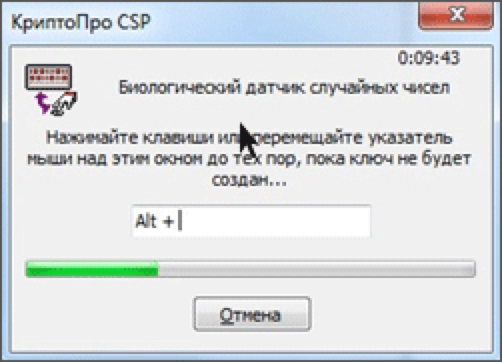 КриптоПро CSP
0:09:43
Биологический датчик случайных чисел
Нажимайте клавиши или перемещайте указатель
мыши над этим окном до тех пор, пока ключ не будет
создан...
Alt +
Отмена